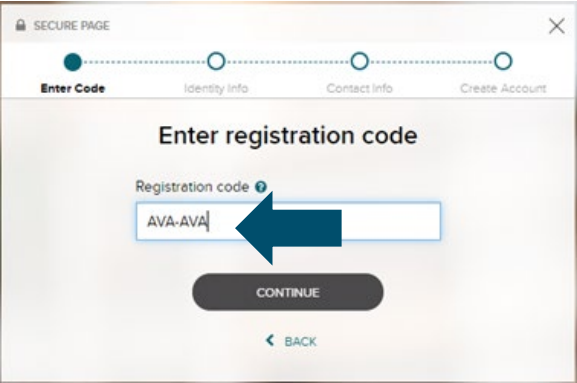 SECURE PAGE
Enter Code Identity Info Contact Info Create Account
Enter registration code
Registration code ?
AVA-AVA
CONTINUE
BACK